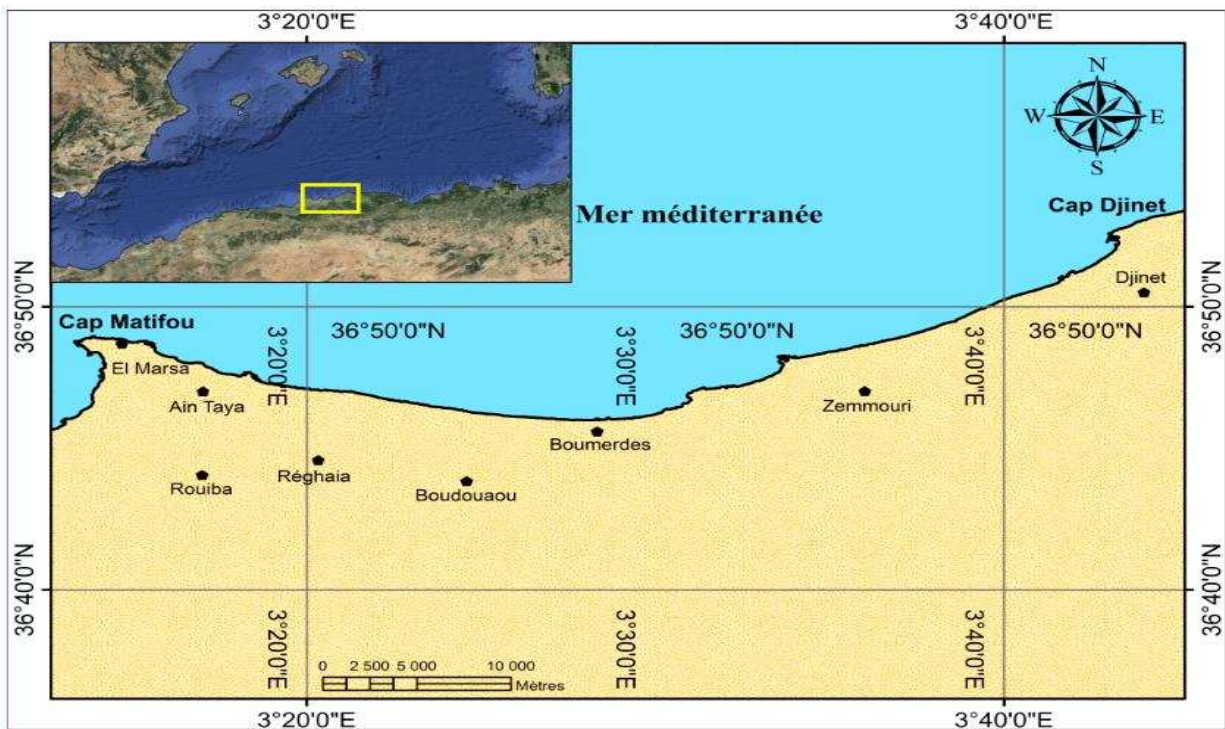 3°20'0"E
3°40'0"E
N
W
E
S
Mer méditerranée
Cap Djinet
Djinet
36°50'0"N
36°50'0"N
Cap Matifou
3°20'0"E
36°50'0"N
3°30'0"E
36°50'0"N
3°40'0"E
36°50'0"N
El Marsa
Ain Taya
Zemmouri
Boumerdes
Rouiba
Réghaia
Boudouaou
36°40'0"N
36°40'0"N
3°20'0"E
3°30'0"E
3°40'0"E
0 2 500 5 000 10 000
Mètres
3°20'0"E
3°40'0"E